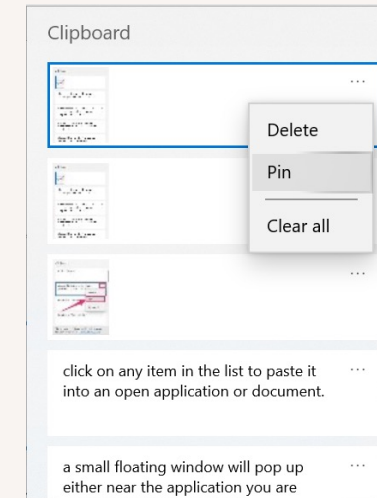 Clipboard
Delete
Pin
Clear all
click on any item in the list to paste it
into an open application or document.
a small floating window will pop up
either near the application you are